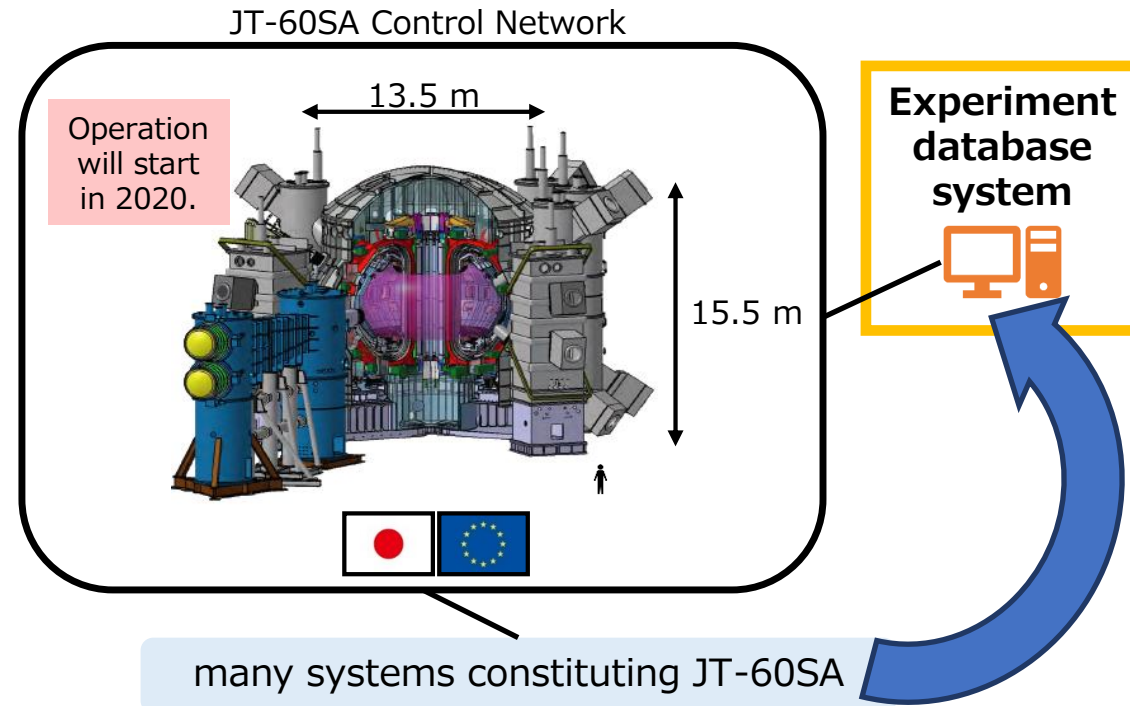 JT-60SA Control Network
13.5 m
Operation
will start
in 2020.
15.5 m
Experiment
database
system
many systems constituting JT-60SA